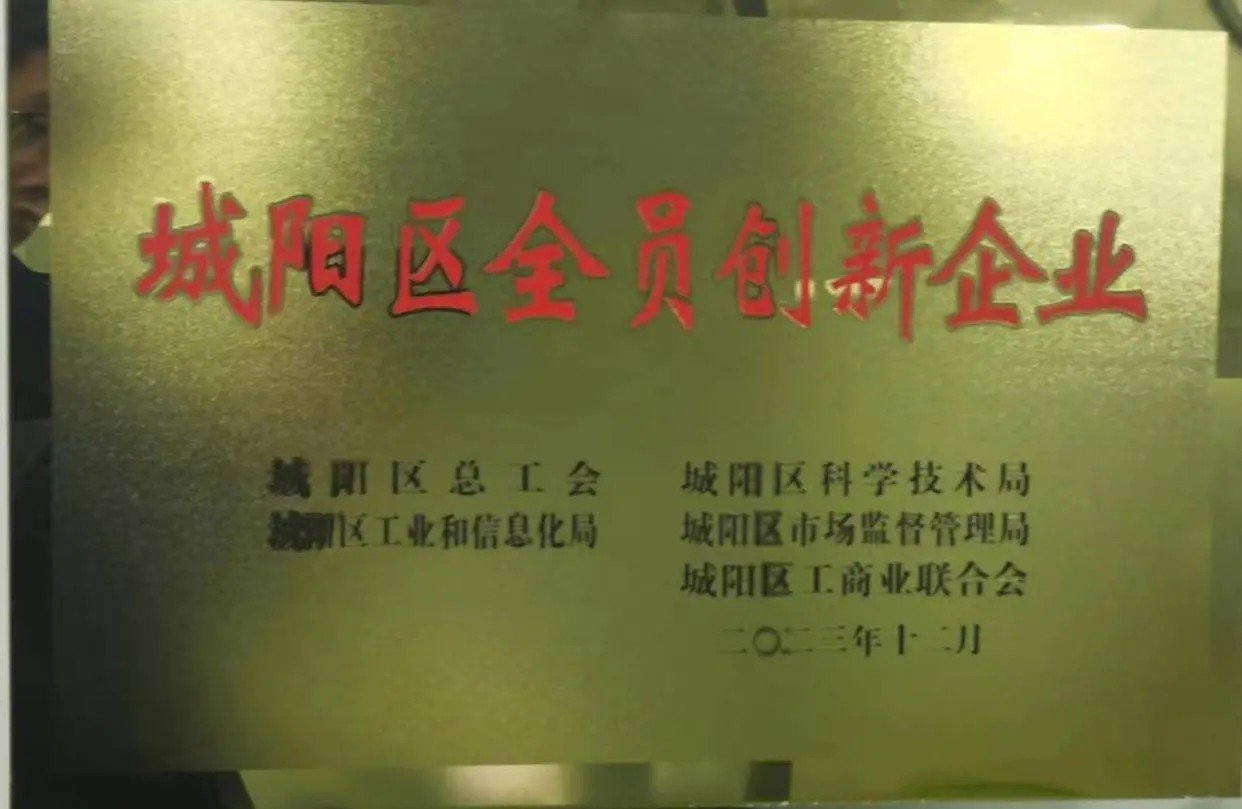 城阳区全员创新企业
城阳区总工会 城阳区科学技术局
城阳区工业和信息化局 城阳区市场监督管理局
城阳区工商业联合会
二〇二三年十二月